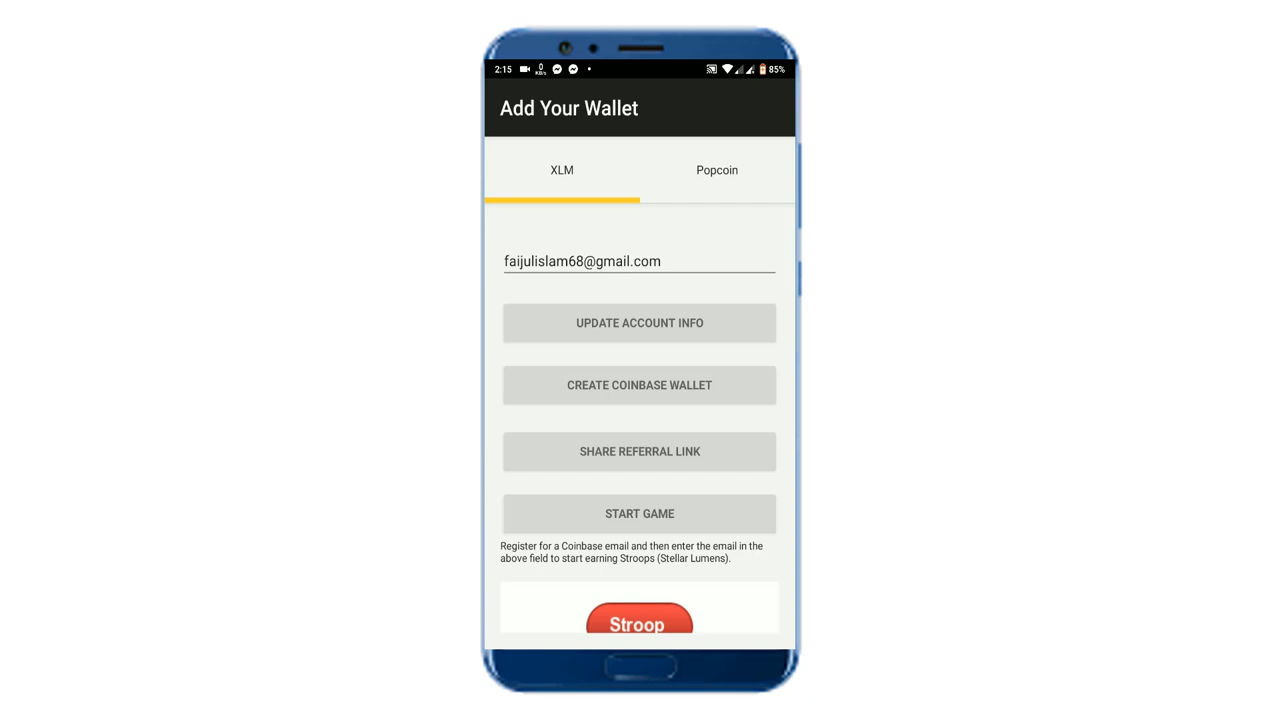 2:15 0 KB/s 85%
Add Your Wallet
XLM Popcoin
faijulislam68@gmail.com
UPDATE ACCOUNT INFO
CREATE COINBASE WALLET
SHARE REFERRAL LINK
START GAME
Register for a Coinbase email and then enter the email in the
above field to start earning Stroops (Stellar Lumens).
Stroop